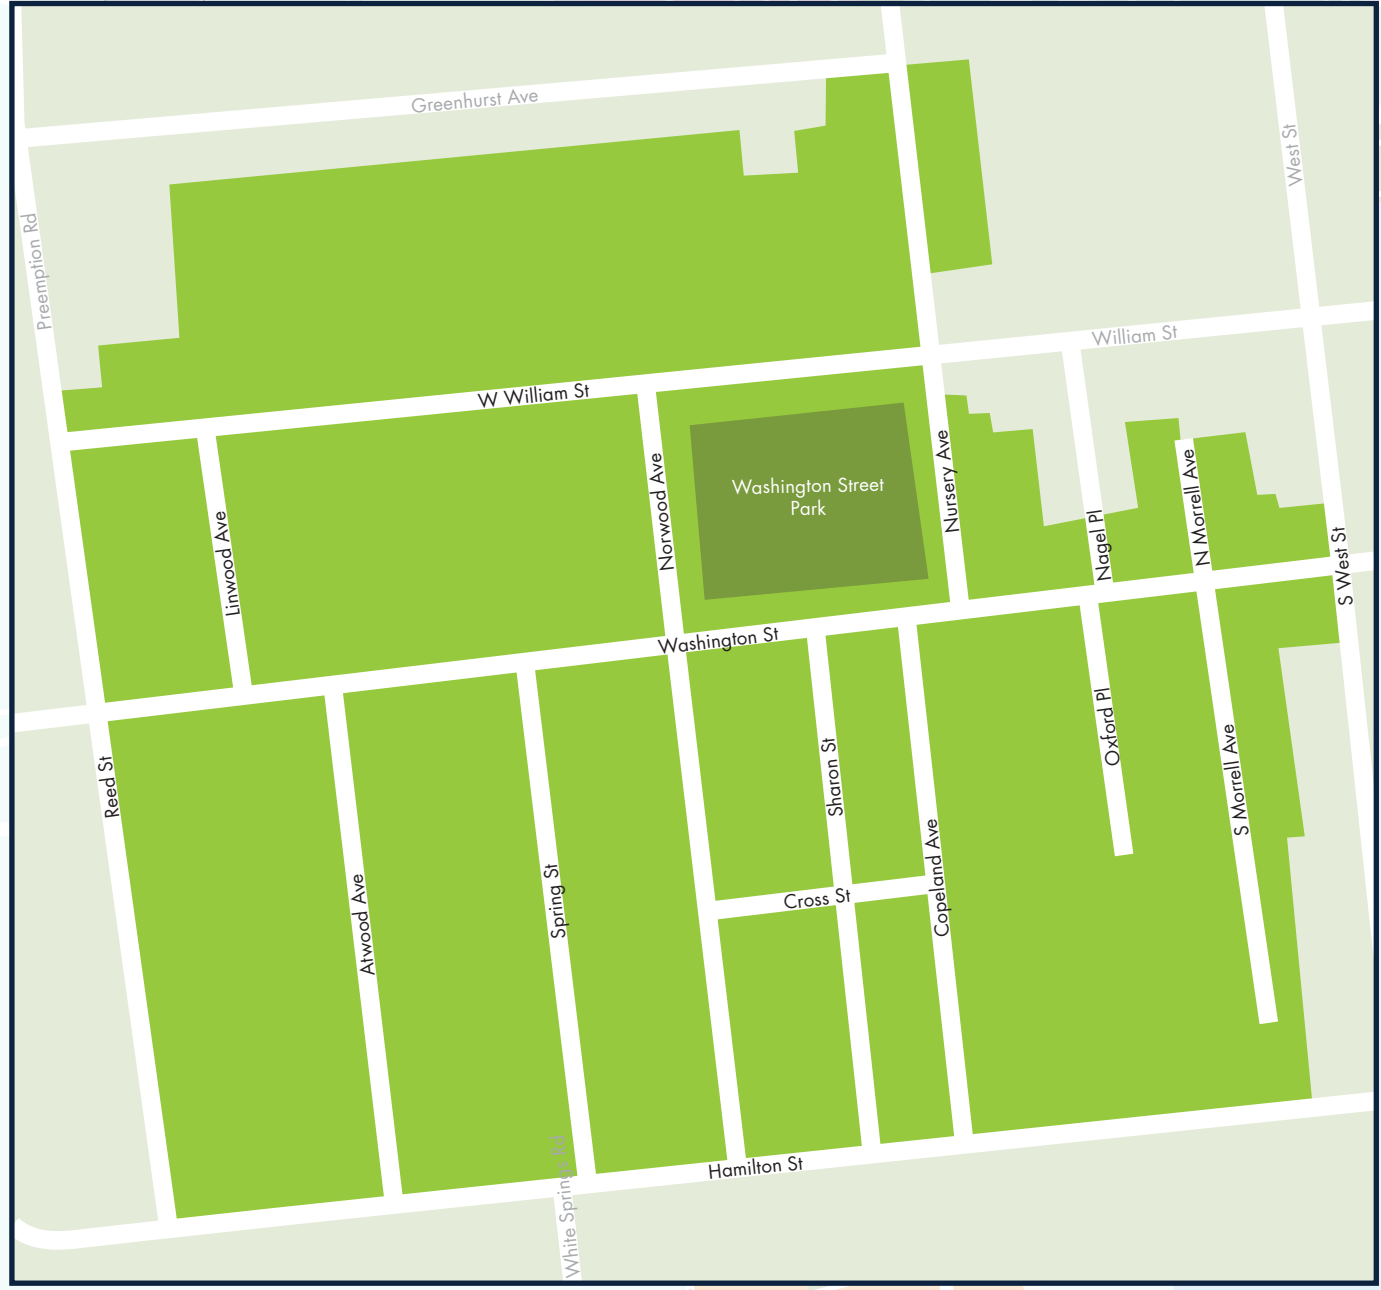 Greenhurst Ave
West St
Preemption Rd
William St
W William St
Nursery Ave
Norwood Ave
Washington Street
Park
N Morrell Ave
Linwood Ave
Nagel Pl
S West St
Washington St
Oxford Pl
Sharon St
S Morrell Ave
Reed St
Copeland Ave
Spring St
Atwood Ave
Cross St
White Springs Rd
Hamilton St